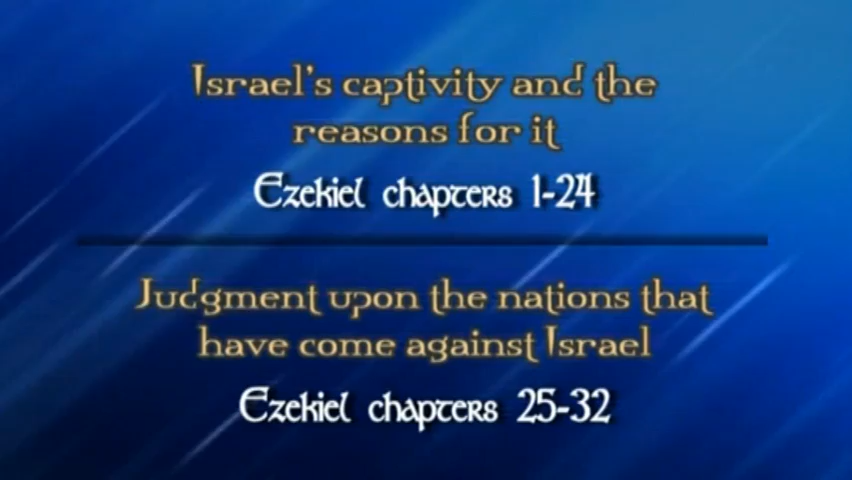 Israel's captivity and the
reasons for it
Ezekiel chapters 1-24
Judgment upon the nations that
have come against Israel
Ezekiel chapters 25-32